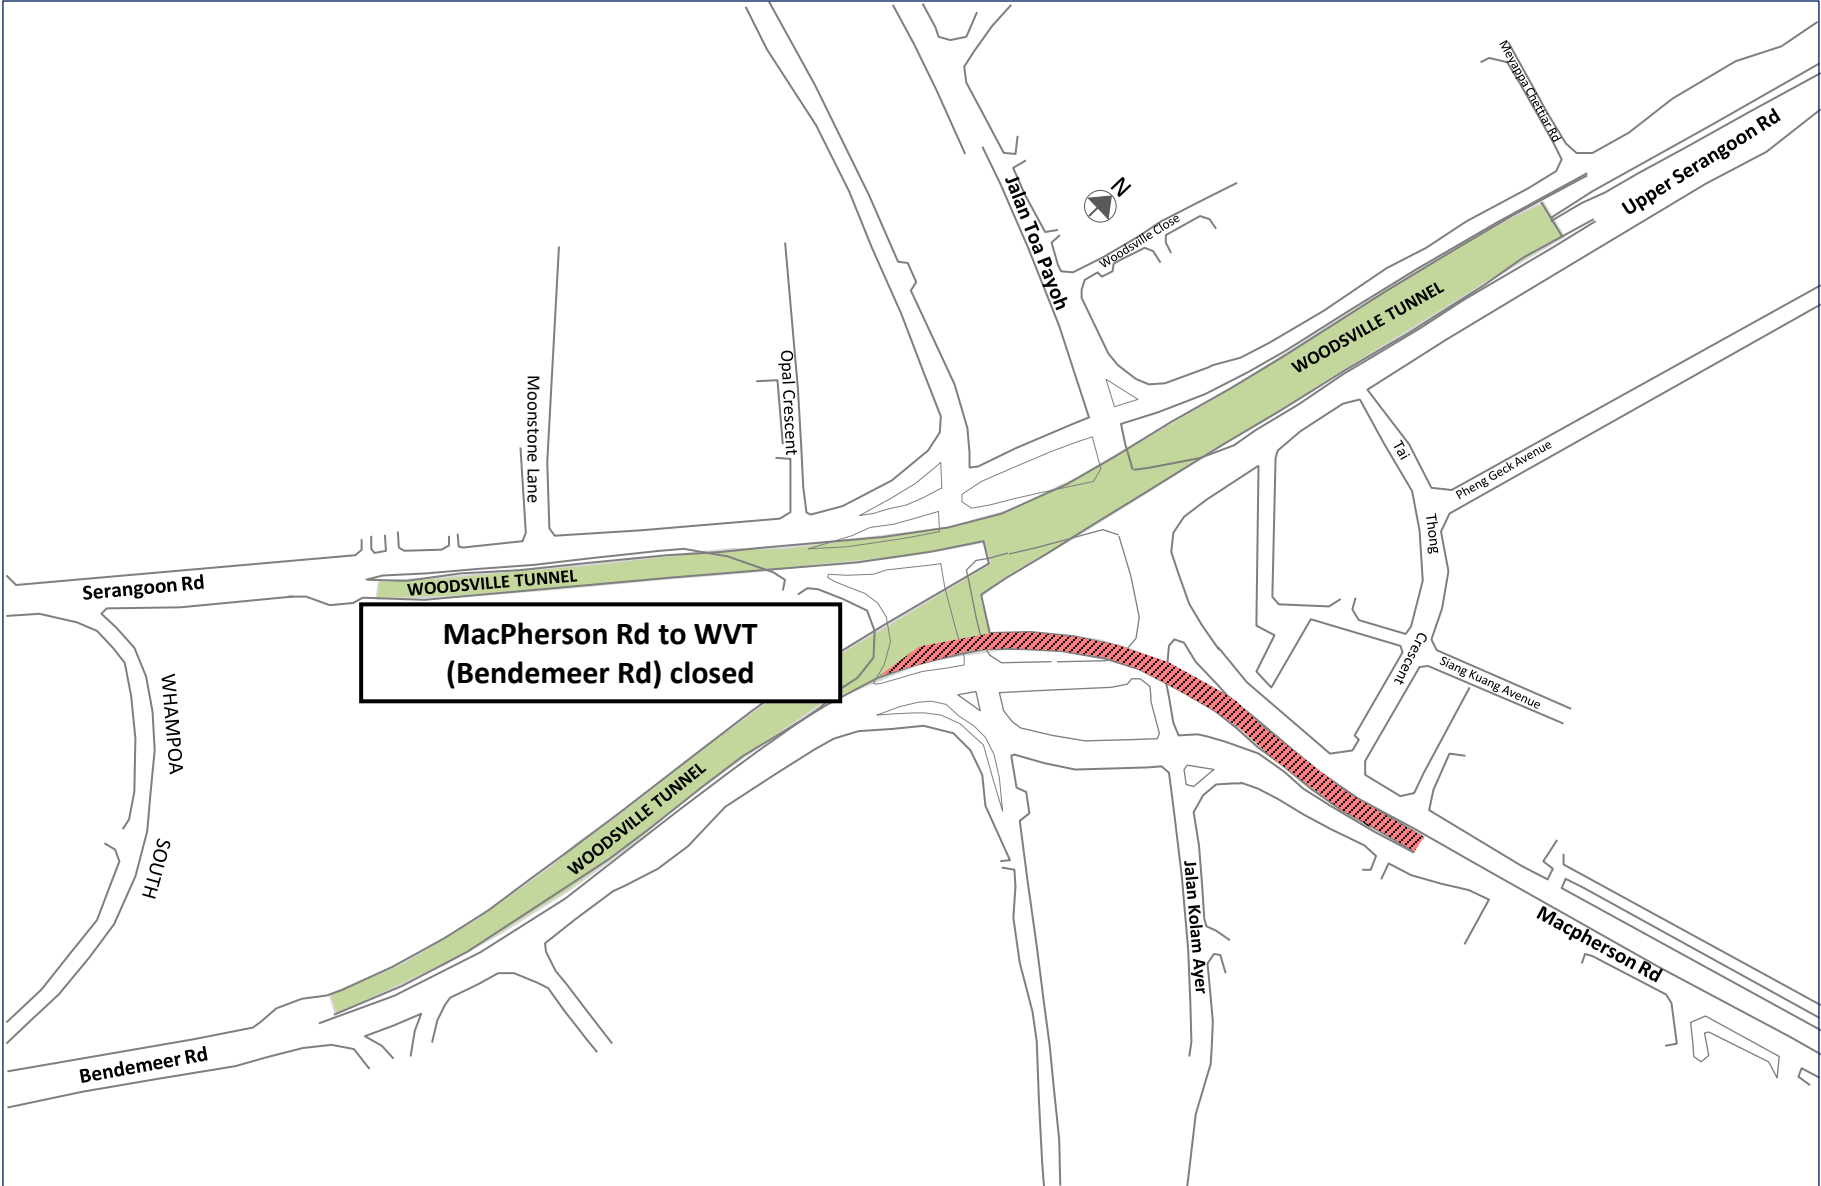 Meyappa Chettiar Rd
Upper Serangoon Rd
N
Jalan Toa Payoh
Woodsville Close
WOODSVILLE TUNNEL
Opal Crescent
Moonstone Lane
Tai
Thong
Crescent
Pheng Geck Avenue
Serangoon Rd
WOODSVILLE TUNNEL
MacPherson Rd to WVT
(Bendemeer Rd) closed
Siang Kuang Avenue
WHAMPOA
SOUTH
WOODSVILLE TUNNEL
Jalan Kolam Ayer
Macpherson Rd
Bendemeer Rd